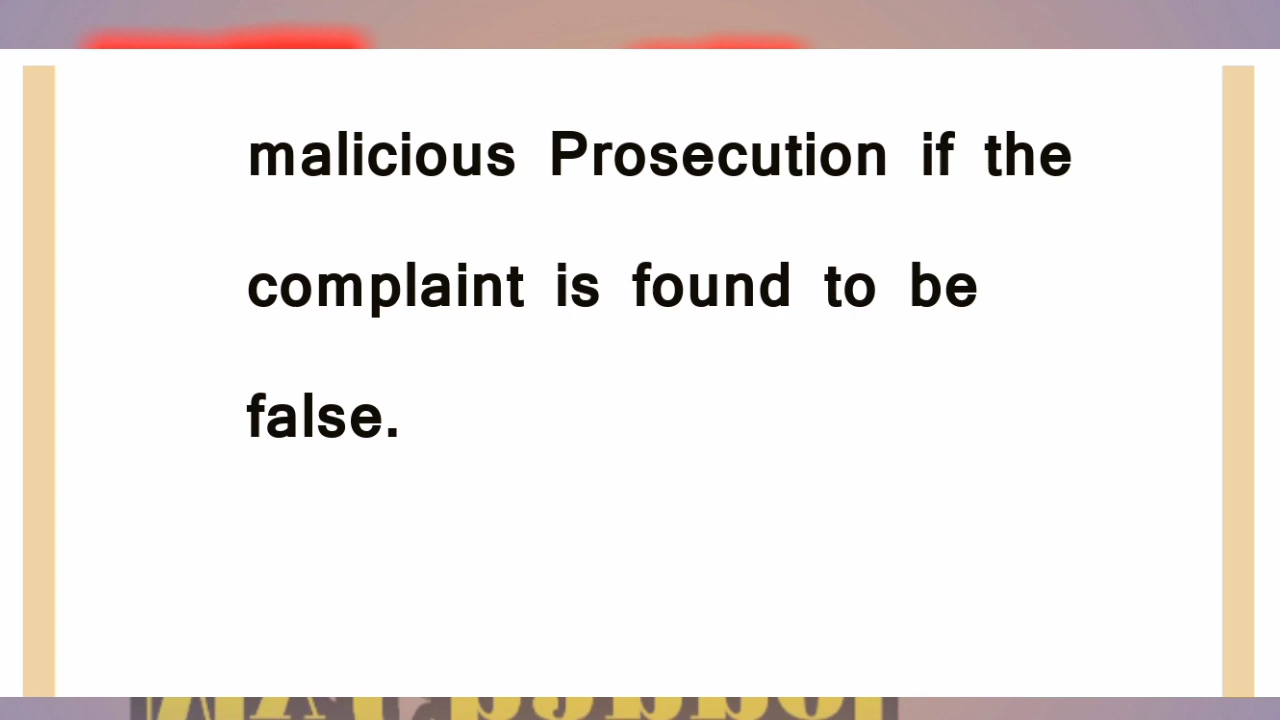 malicious Prosecution if the
complaint is found to be
false.